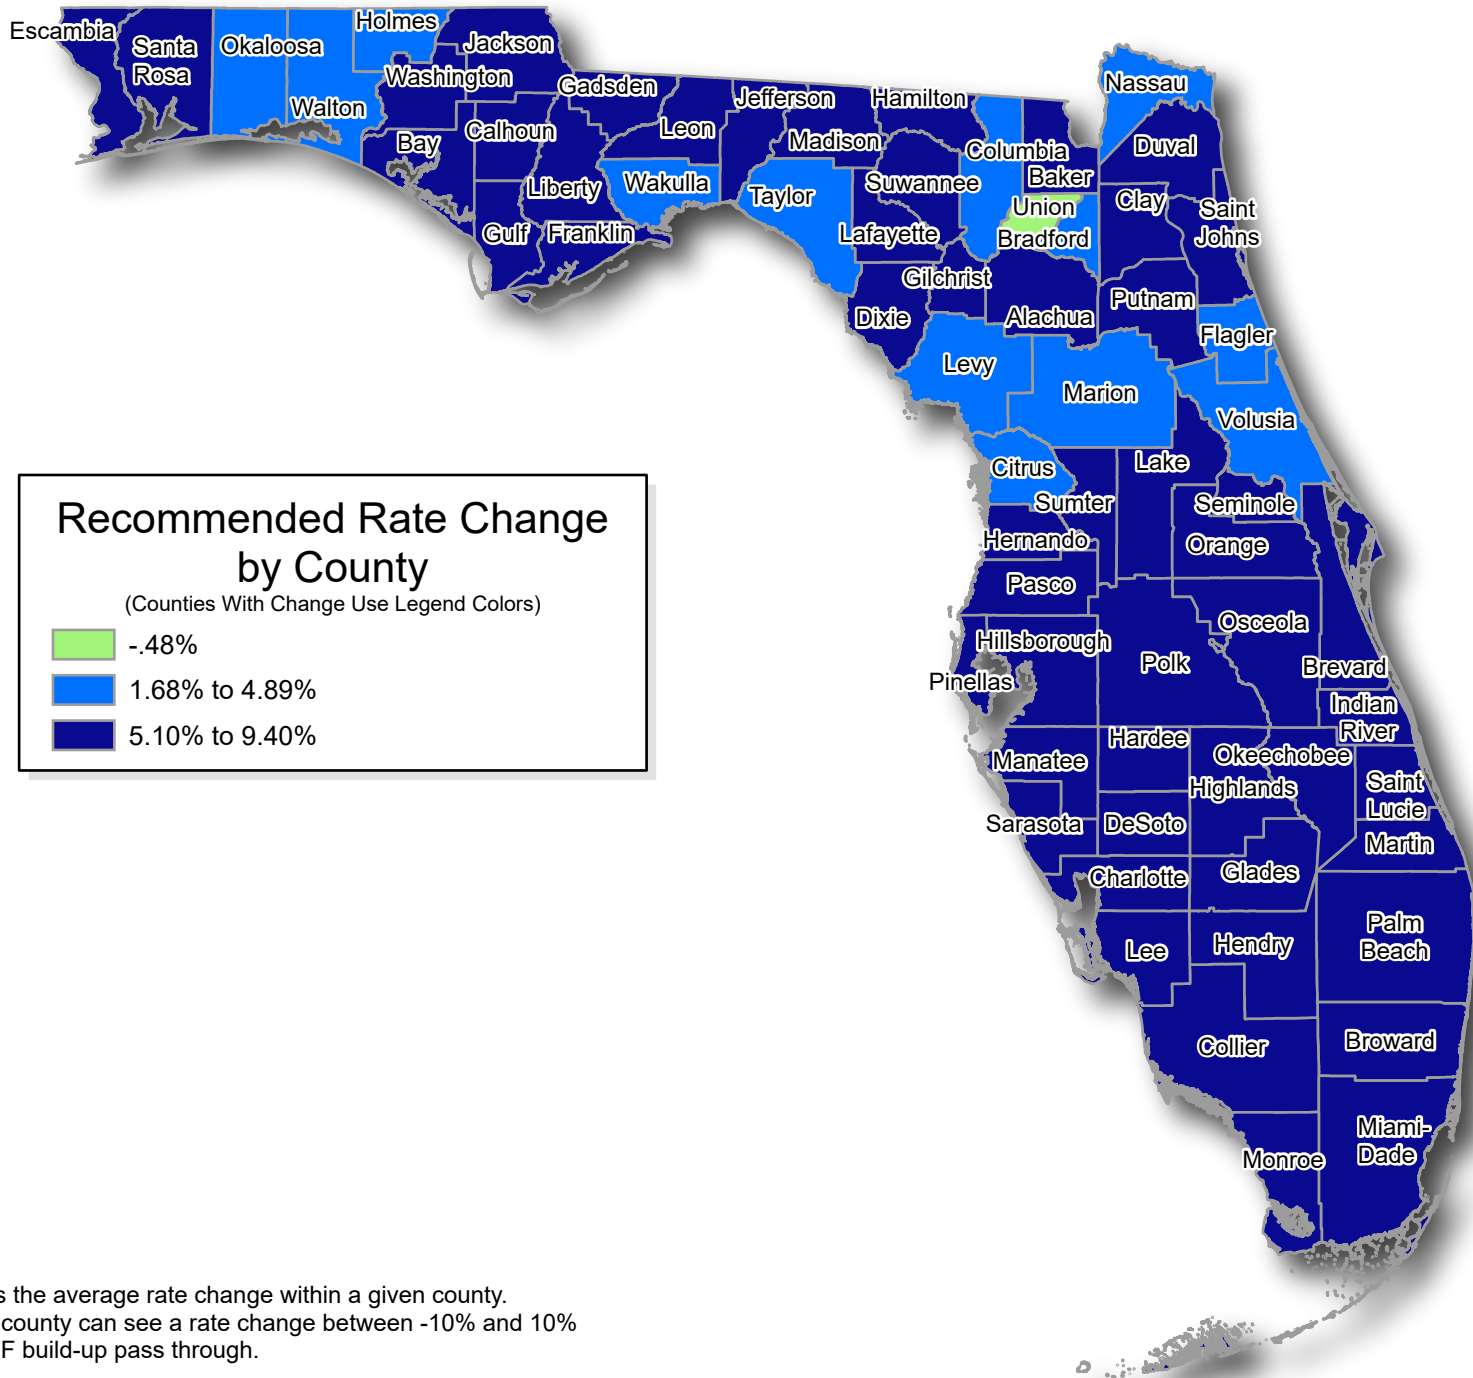 Escambia
Santa
Rosa
Okaloosa
Holmes
Walton
Jackson
Washington
Bay
Calhoun
Gadsden
Leon
Liberty
Gulf
Franklin
Wakulla
Jefferson
Madison
Hamilton
Taylor
Suwannee
Lafayette
Columbia
Baker
Nassau
Duval
Union
Bradford
Clay
Saint
Johns
Gilchrist
Dixie
Alachua
Putnam
Flagler
Levy
Marion
Volusia
Citrus
Lake
Sumter
Seminole
Hernando
Orange
Pasco
Recommended Rate Change
by County
(Counties With Change Use Legend Colors)
-.48%
1.68% to 4.89%
5.10% to 9.40%
Osceola
Hillsborough
Polk
Pinellas
Brevard
Indian
River
Hardee
Manatee
Okeechobee
Highlands
Saint
Lucie
Sarasota
DeSoto
Martin
Charlotte
Glades
Palm
Beach
Lee
Hendry
Collier
Broward
Miami-
Dade
Monroe
s the average rate change within a given county.
county can see a rate change between -10% and 10%
F build-up pass through.